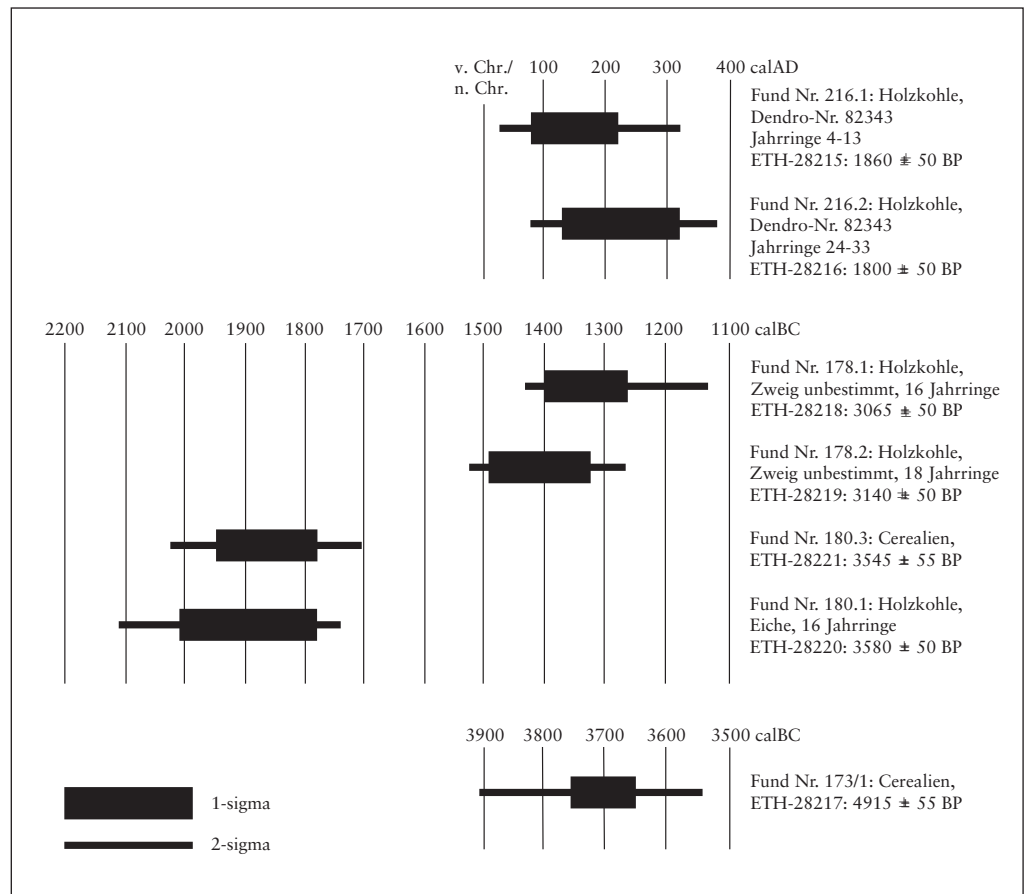 v. Chr./
n. Chr.
100 200 300 400 calAD
Fund Nr. 216.1: Holzkohle,
Dendro-Nr. 82343
Jahrringe 4-13
ETH-28215: 1860 ± 50 BP
Fund Nr. 216.2: Holzkohle,
Dendro-Nr. 82343
Jahrringe 24-33
ETH-28216: 1800 ± 50 BP
2200 2100 2000 1900 1800 1700 1600 1500 1400 1300 1200 1100 calBC
Fund Nr. 178.1: Holzkohle,
Zweig unbestimmt, 16 Jahrringe
ETH-28218: 3065 ± 50 BP
Fund Nr. 178.2: Holzkohle,
Zweig unbestimmt, 18 Jahrringe
ETH-28219: 3140 ± 50 BP
Fund Nr. 180.3: Cerealien,
ETH-28221: 3545 ± 55 BP
Fund Nr. 180.1: Holzkohle,
Eiche, 16 Jahrringe
ETH-28220: 3580 ± 50 BP
3900 3800 3700 3600 3500 calBC
Fund Nr. 173/1: Cerealien,
ETH-28217: 4915 ± 55 BP
1-sigma
2-sigma